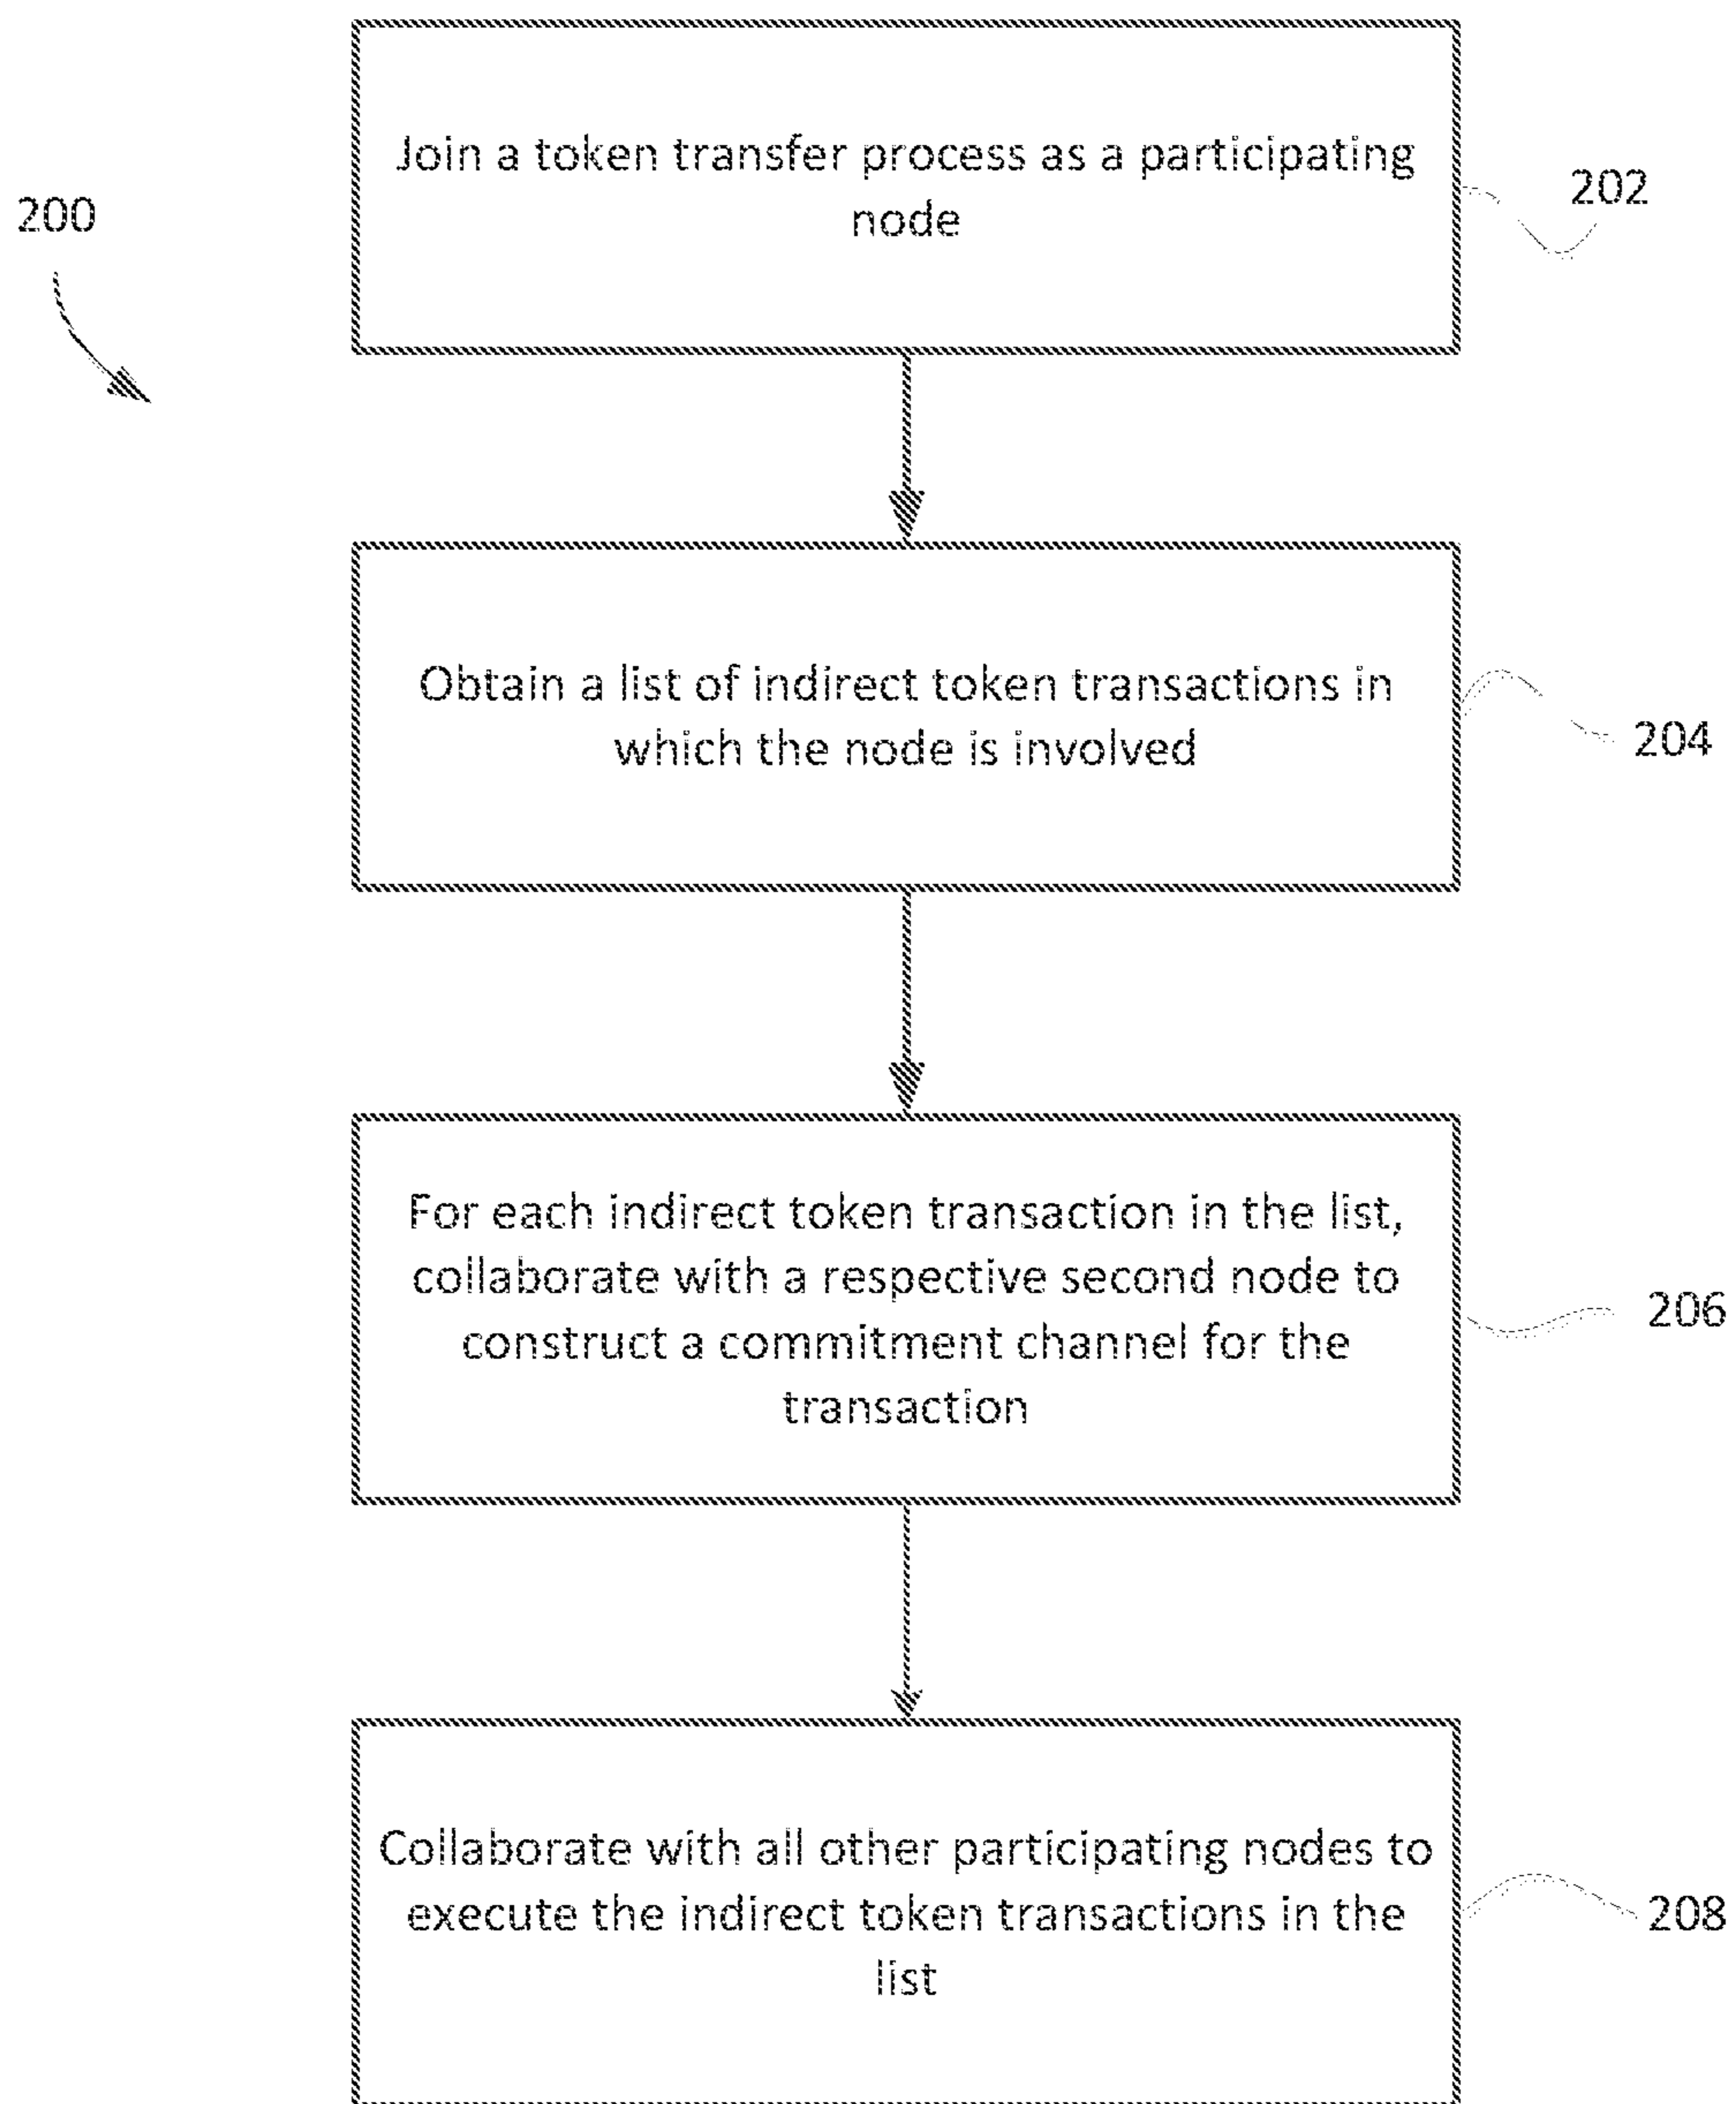 Join a token transfer process as a participating
node
200
202
Obtain a list of indirect token transactions in
which the node is involved
204
For each indirect token transaction in the list,
collaborate with a respective second node to
construct a commitment channel for the
transaction
206
Collaborate with all other participating nodes to
execute the indirect token transactions in the
list
208